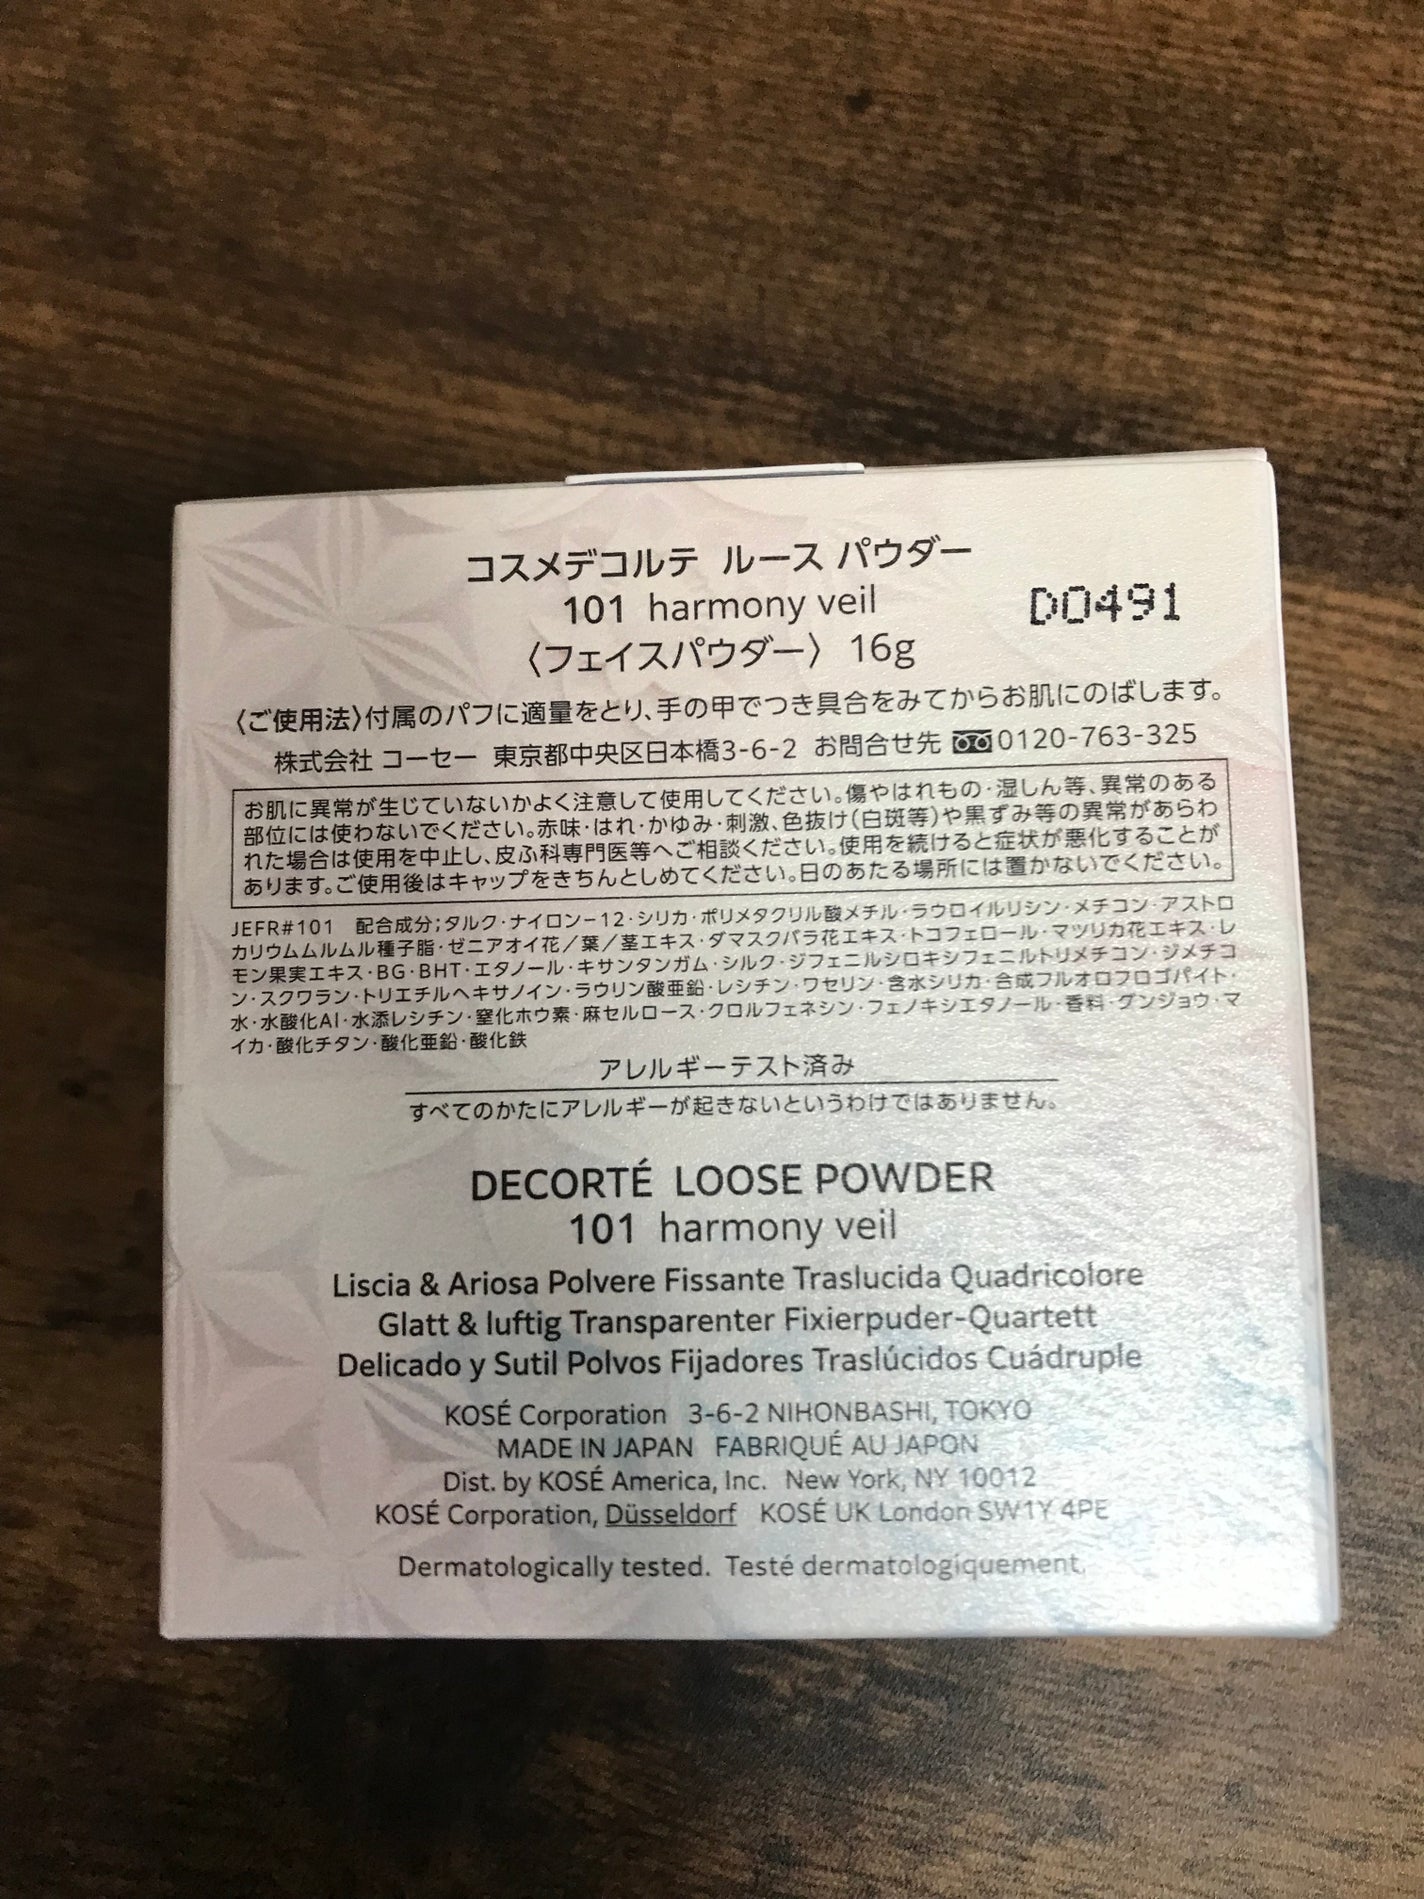 コスメデコルテ ルース パウダー
101 harmony veil
D0491
〈フェイスパウダー〉 16g
〈ご使用法〉付属のパフに適量をとり、手の甲でつき具合をみてからお肌にのばします。
株式会社 コーセー 東京都中央区日本橋3-6-2 お問合せ先 0120-763-325
お肌に異常が生じていないかよく注意して使用してください。傷やはれもの・湿しん等、異常のある
部位には使わないでください。赤味・はれ・かゆみ・刺激、色抜け(白斑等)や黒ずみ等の異常があらわ
れた場合は使用を中止し、皮ふ科専門医等へご相談ください。使用を続けると症状が悪化することが
あります。ご使用後はキャップをきちんとしめてください。日のあたる場所には置かないでください。
JEFR#101 配合成分；タルク・ナイロン-12・シリカ・ポリメタクリル酸メチル・ラウロイルリシン・メチコン・アストロ
カリウムムルムル種子脂・ゼニアオイ花／葉／茎エキス・ダマスクバラ花エキス・トコフェロール・マツリカ花エキス・レ
モン果実エキス・BG・BHT・エタノール・キサンタンガム・シルク・ジフェニルシロキシフェニルトリメチコン・ジメチコ
ン・スクワラン・トリエチルヘキサノイン・ラウリン酸亜鉛・レシチン・ワセリン・含水シリカ・合成フルオロフロゴパイト・
水・水酸化Al・水添レシチン・窒化ホウ素・麻セルロース・クロルフェネシン・フェノキシエタノール・香料・グンジョウ・マ
イカ・酸化チタン・酸化亜鉛・酸化鉄
アレルギーテスト済み
すべてのかたにアレルギーが起きないというわけではありません。
DECORTÉ LOOSE POWDER
101 harmony veil
Liscia & Ariosa Polvere Fissante Traslucida Quadricolore
Glatt & luftig Transparenter Fixierpuder-Quartett
Delicado y Sutil Polvos Fijadores Traslúcidos Cuádruple
KOSÉ Corporation 3-6-2 NIHONBASHI, TOKYO
MADE IN JAPAN FABRIQUÉ AU JAPON
Dist. by KOSÉ America, Inc. New York, NY 10012
KOSÉ Corporation, Düsseldorf KOSÉ UK London SW1Y 4PE
Dermatologically tested. Testé dermatologiquement.